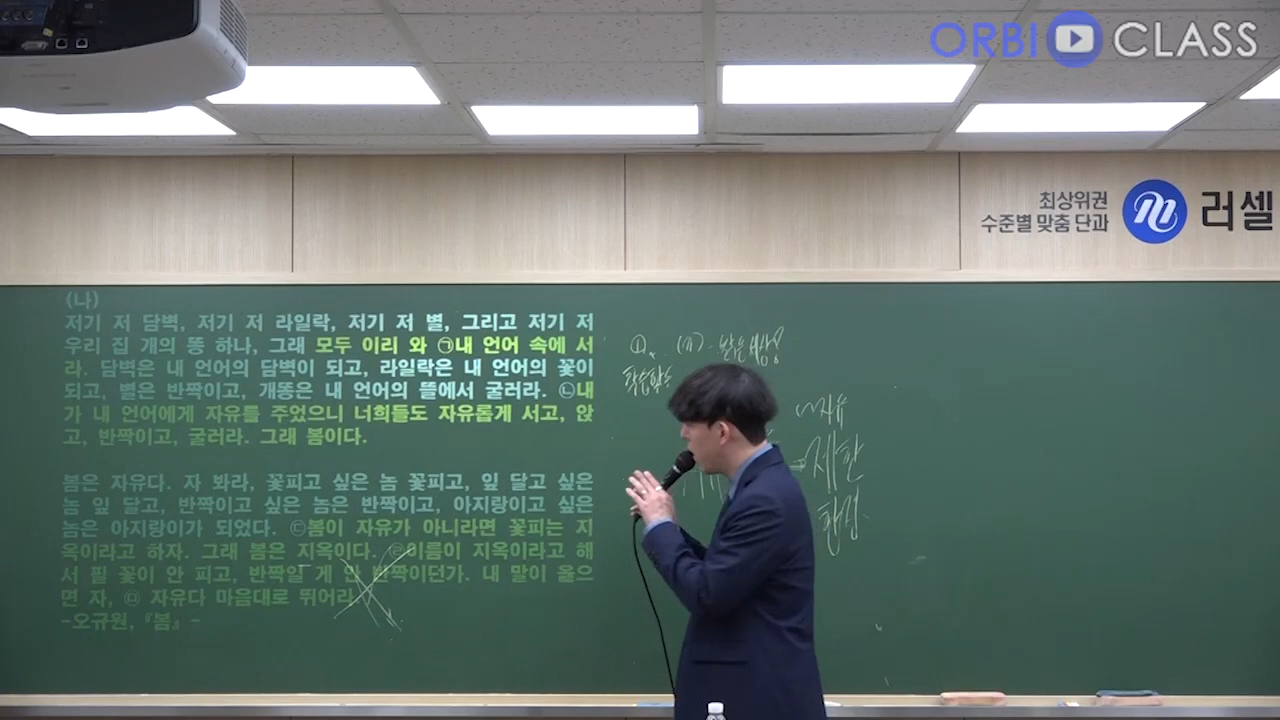 ORBI CLASS
최상위권
수준별 맞춤 단과
러셀
(나)
저기 저 담벽, 저기 저 라일락, 저기 저 별, 그리고 저기 저
우리 집 개의 똥 하나, 그래 모두 이리 와 ㉠내 언어 속에 서
라. 담벽은 내 언어의 담벽이 되고, 라일락은 내 언어의 꽃이
되고, 별은 반짝이고, 개똥은 내 언어의 뜰에서 굴러라. ㉡내
가 내 언어에게 자유를 주었으니 너희들도 자유롭게 서고, 앉
고, 반짝이고, 굴러라. 그래 봄이다.
봄은 자유다. 자 봐라, 꽃피고 싶은 놈 꽃피고, 잎 달고 싶은
놈 잎 달고, 반짝이고 싶은 놈은 반짝이고, 아지랑이고 싶은
놈은 아지랑이가 되었다. ㉢봄이 자유가 아니라면 꽃피는 지
옥이라고 하자. 그래 봄은 지옥이다. ㉣이름이 지옥이라고 해
서 필 꽃이 안 피고, 반짝일 게 안 반짝이던가. 내 말이 옳으
면 자, ㉤ 자유다 마음대로 뛰어라.
-오규원, 『봄』-
자유
제한
한정